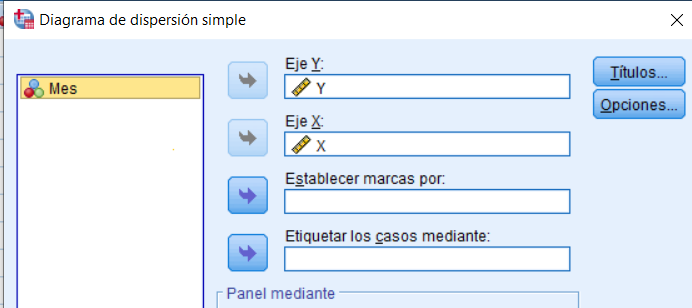 Diagrama de dispersión simple
Mes
Eje Y:
Y
Eje X:
X
Establecer marcas por:
Etiquetar los casos mediante:
Panel mediante
Títulos...
Opciones...